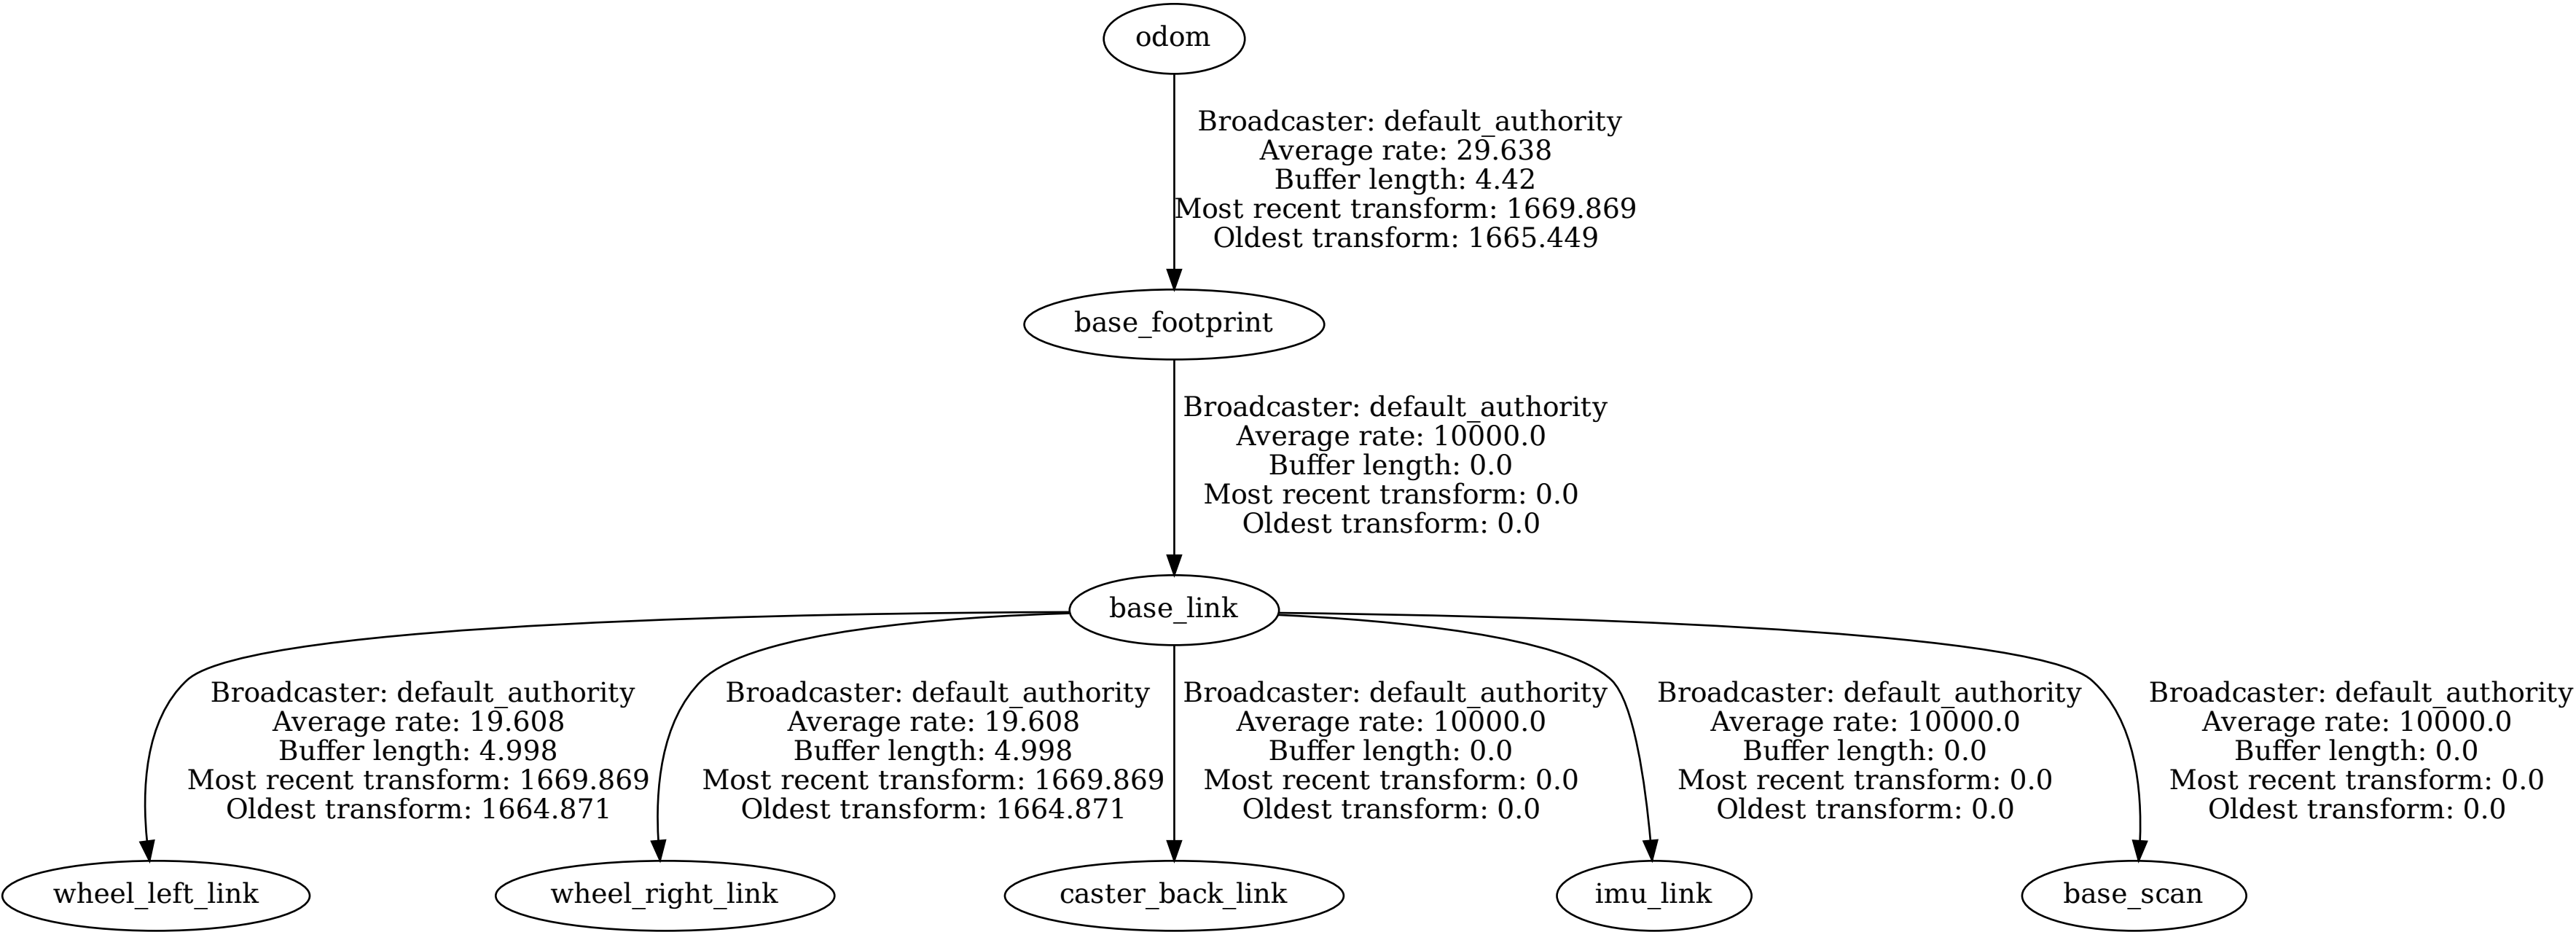 odom
Broadcaster: default_authority
Average rate: 29.638
Buffer length: 4.42
Most recent transform: 1669.869
Oldest transform: 1665.449
base_footprint
Broadcaster: default_authority
Average rate: 10000.0
Buffer length: 0.0
Most recent transform: 0.0
Oldest transform: 0.0
base_link
Broadcaster: default_authority
Average rate: 19.608
Buffer length: 4.998
Most recent transform: 1669.869
Oldest transform: 1664.871
Broadcaster: default_authority
Average rate: 19.608
Buffer length: 4.998
Most recent transform: 1669.869
Oldest transform: 1664.871
Broadcaster: default_authority
Average rate: 10000.0
Buffer length: 0.0
Most recent transform: 0.0
Oldest transform: 0.0
Broadcaster: default_authority
Average rate: 10000.0
Buffer length: 0.0
Most recent transform: 0.0
Oldest transform: 0.0
Broadcaster: default_authority
Average rate: 10000.0
Buffer length: 0.0
Most recent transform: 0.0
Oldest transform: 0.0
wheel_left_link
wheel_right_link
caster_back_link
imu_link
base_scan